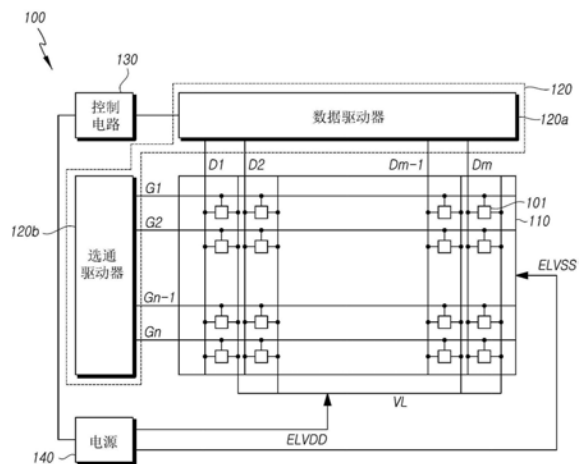 100
130
控制
电路
120
数据驱动器
120a
D1
D2
Dm-1
Dm
G1
101
110
G2
120b
选通
驱动器
ELVSS
Gn-1
Gn
VL
电源
ELVDD
140